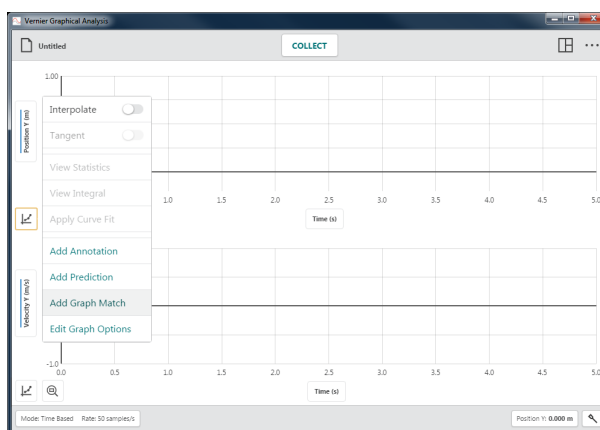 Vernier Graphical Analysis
Untitled
COLLECT
1.00
Position Y (m)
Interpolate
Tangent
View Statistics
View Integral
Apply Curve Fit
Add Annotation
Add Prediction
Add Graph Match
Edit Graph Options
1.0 1.5 2.0 2.5 3.0 3.5 4.0 4.5 5.0
Time (s)
Velocity Y (m/s)
-1.0
0.0 0.5 1.0 1.5 2.0 2.5 3.0 3.5 4.0 4.5 5.0
Time (s)
Mode: Time Based Rate: 50 samples/s
Position Y: 0.000 m